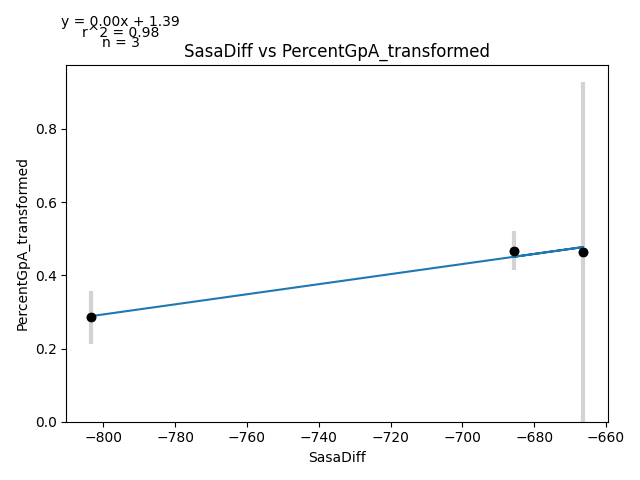 y = 0.00x + 1.39
r^2 = 0.98
n = 3
SasaDiff vs PercentGpA_transformed
PercentGpA_transformed
0.8
0.6
0.4
0.2
0.0
−800
−780
−760
−740
−720
−700
−680
−660
SasaDiff